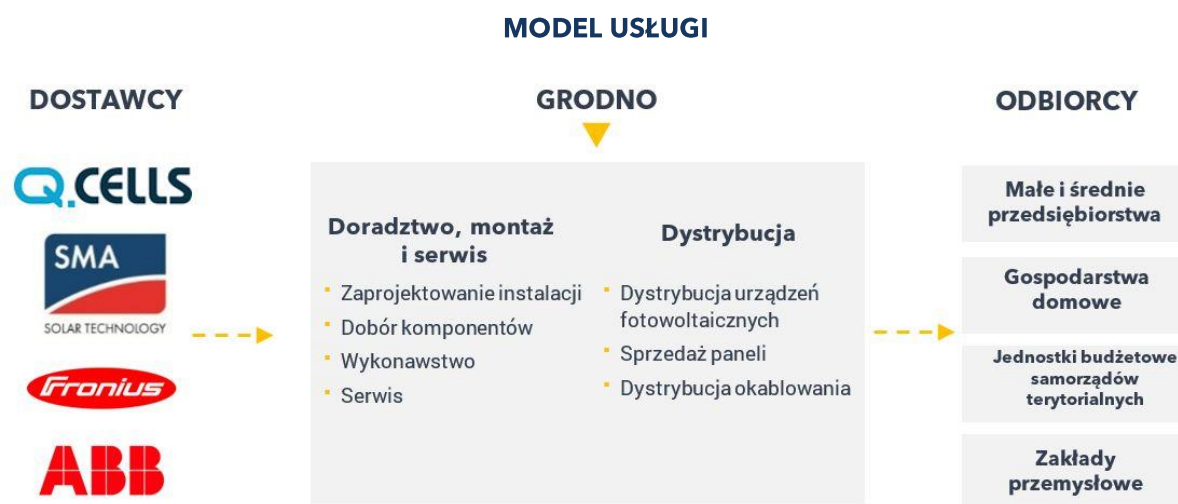 MODEL USŁUGI
DOSTAWCY
Q.CELLS
SMA
SOLAR TECHNOLOGY
Fronius
ABB
GRODNO
Doradztwo, montaż
i serwis
Zaprojektowanie instalacji
Dobór komponentów
Wykonawstwo
Serwis
Dystrybucja
Dystrybucja urządzeń
fotowoltaicznych
Sprzedaż paneli
Dystrybucja okablowania
ODBIORCY
Małe i średnie
przedsiębiorstwa
Gospodarstwa
domowe
Jednostki budżetowe
samorządów
terytorialnych
Zakłady
przemysłowe